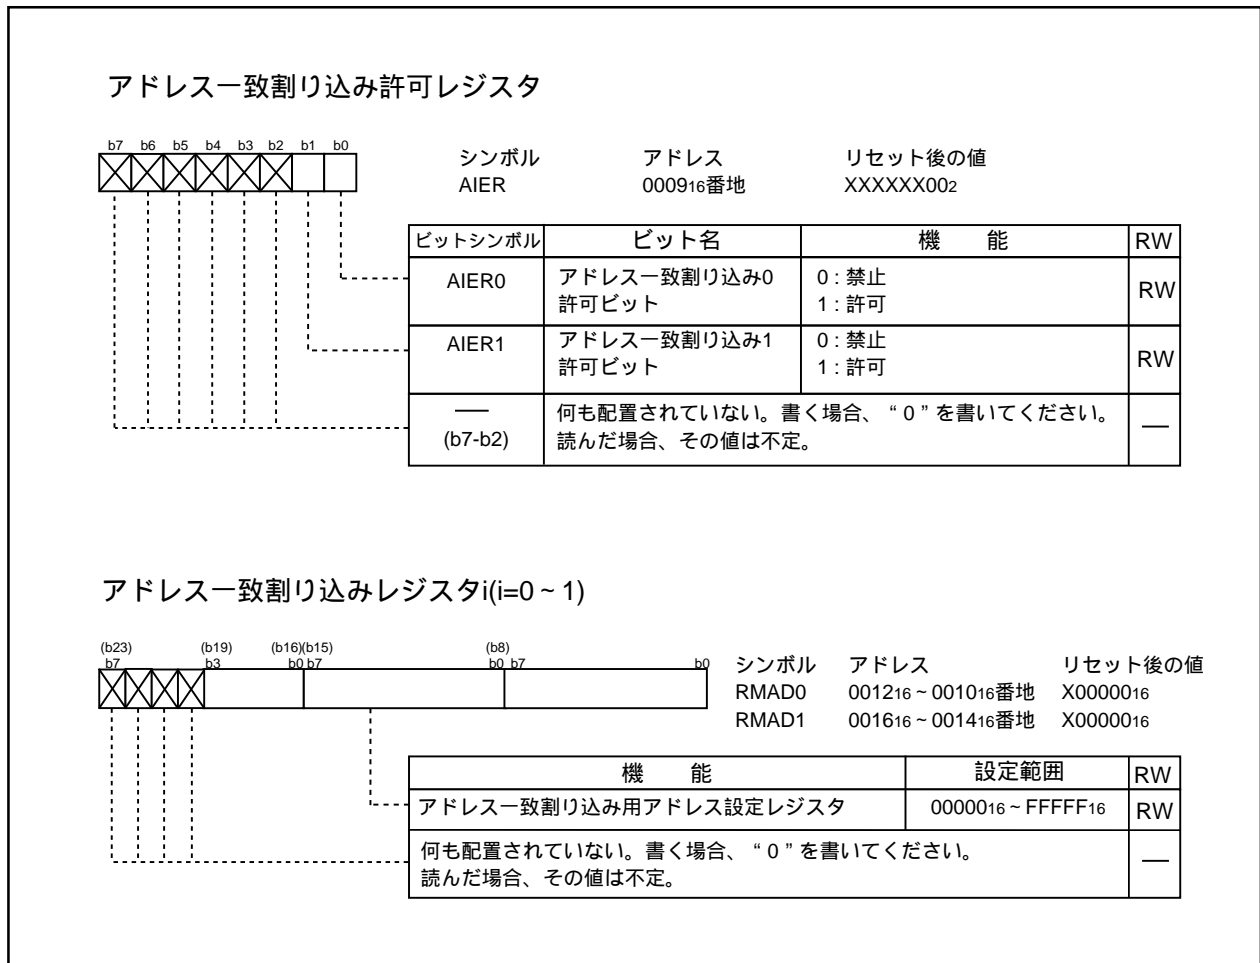 アドレス一致割り込み許可レジスタ
b7 b6 b5 b4 b3 b2 b1 b0
シンボル アドレス リセット後の値
AIER 000916番地 XXXXXX002
ビットシンボル ビット名 機 能 RW
AIER0 アドレス一致割り込み0 許可ビット 0 : 禁止 1 : 許可 RW
AIER1 アドレス一致割り込み1 許可ビット 0 : 禁止 1 : 許可 RW
— (b7-b2) 何も配置されていない。書く場合、“ 0 ” を書いてください。 —
読んだ場合、その値は不定。
アドレス一致割り込みレジスタi(i=0 ~ 1)
(b23) (b19) (b16)(b15) (b8)
b7 b3 b0 b7 b0 b7 b0
シンボル アドレス リセット後の値
RMAD0 001216 ~ 001016番地 X0000016
RMAD1 001616 ~ 001416番地 X0000016
機 能 設定範囲 RW
アドレス一致割り込み用アドレス設定レジスタ 0000016 ~ FFFFF16 RW
何も配置されていない。書く場合、“ 0 ” を書いてください。 —
読んだ場合、その値は不定。